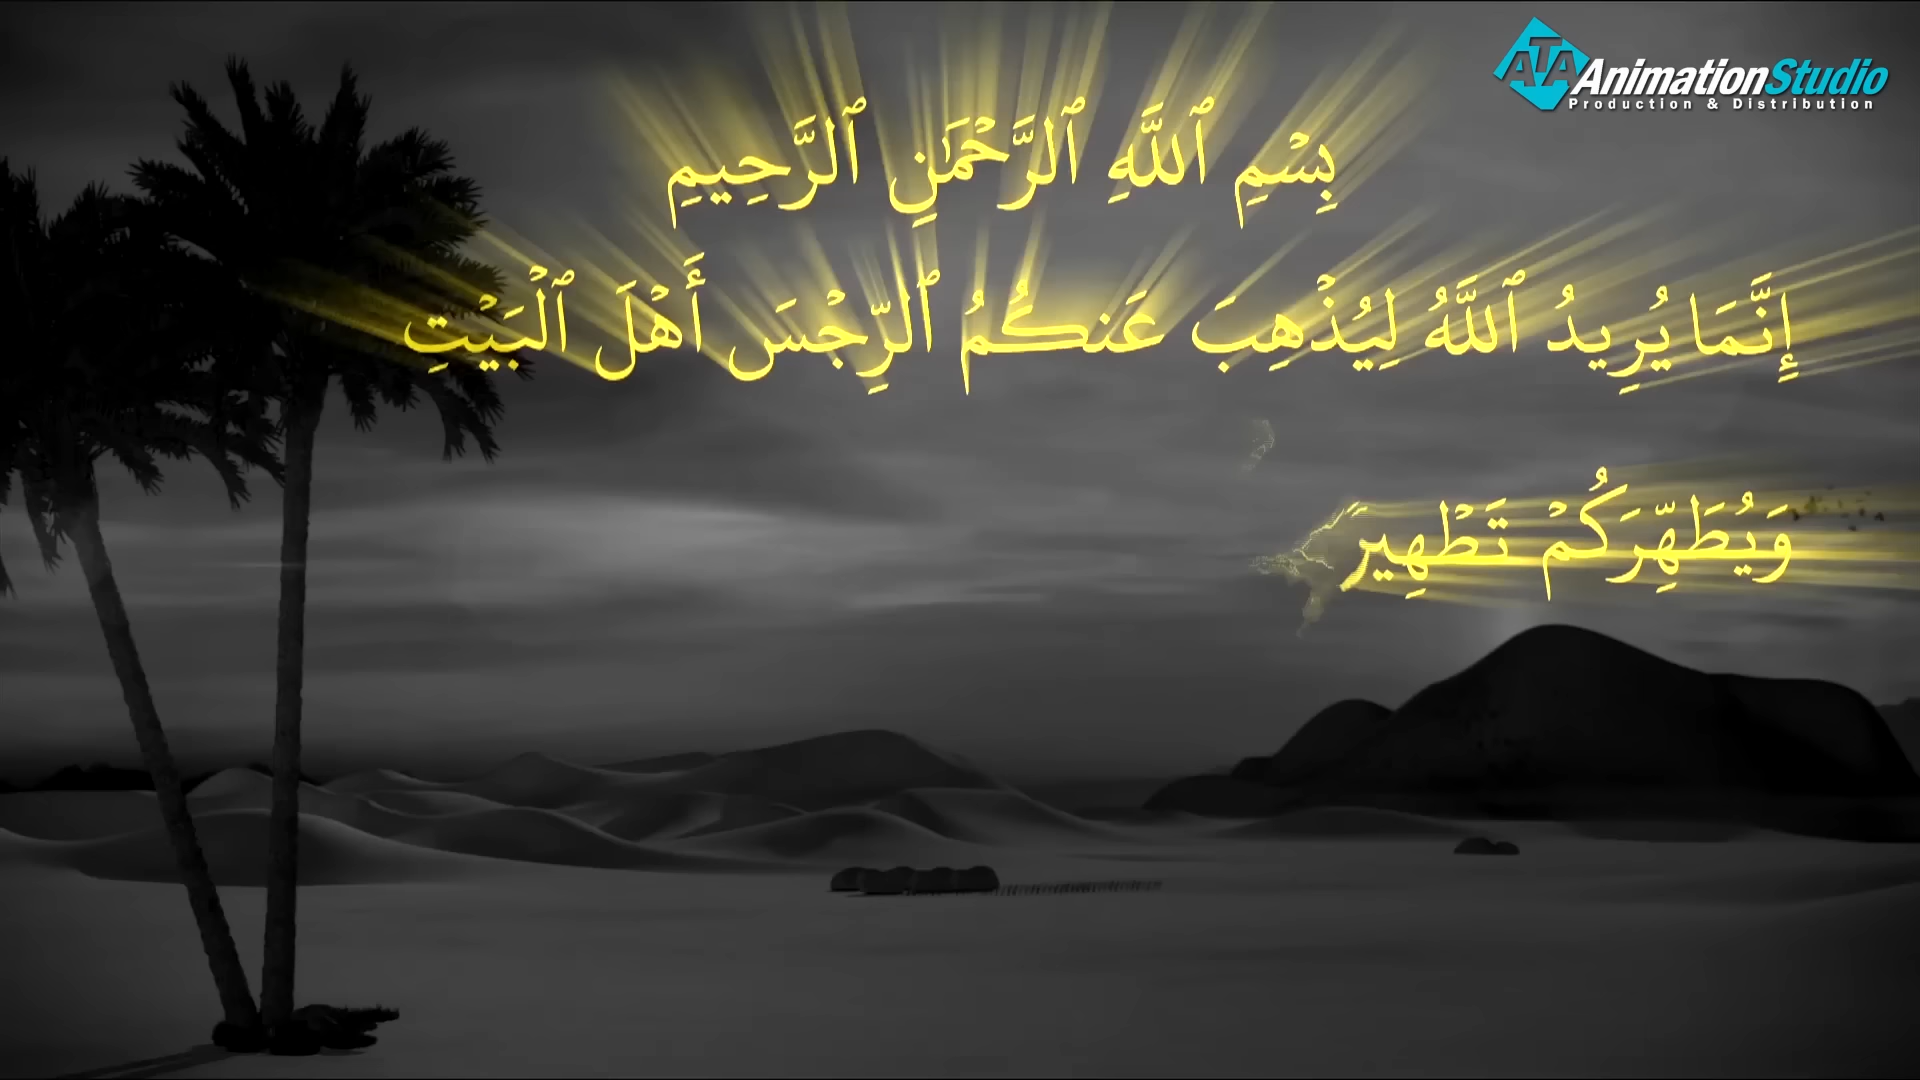 ATA AnimationStudio
Production & Distribution
بِسْمِ ٱللَّهِ ٱلرَّحْمَٰنِ ٱلرَّحِيمِ
إِنَّمَا يُرِيدُ ٱللَّهُ لِيُذْهِبَ عَنكُمُ ٱلرِّجْسَ أَهْلَ ٱلْبَيْتِ
وَيُطَهِّرَكُمْ تَطْهِيرً